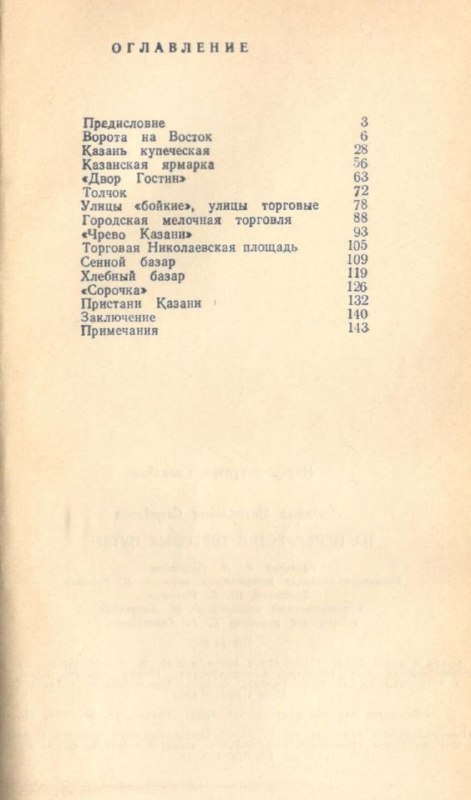 ОГЛАВЛЕНИЕ
Предисловие 3
Ворота на Восток 6
Казань купеческая 28
Казанская ярмарка 56
«Двор Гостин» 63
Толчок 72
Улицы «бойкие», улицы торговые 78
Городская мелочная торговля 88
«Чрево Казани» 93
Торговая Николаевская площадь 105
Сенной базар 109
Хлебный базар 119
«Сорочка» 126
Пристани Казани 132
Заключение 140
Примечания 143